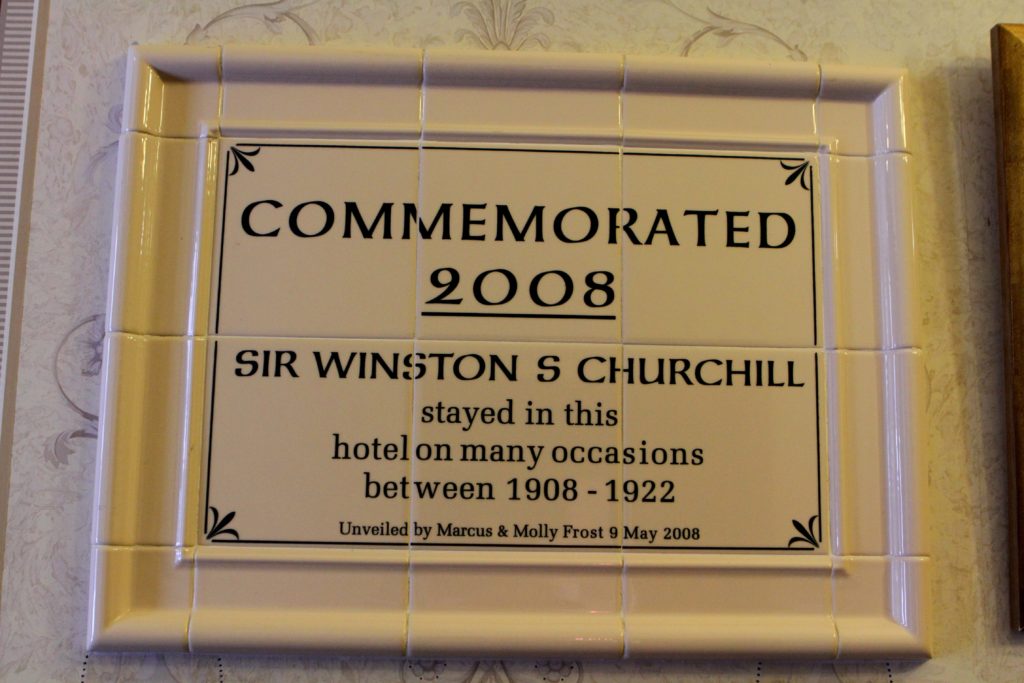 COMMEMORATED
2008
SIR WINSTON S CHURCHILL
stayed in this
hotel on many occasions
between 1908 - 1922
Unveiled by Marcus & Molly Frost 9 May 2008